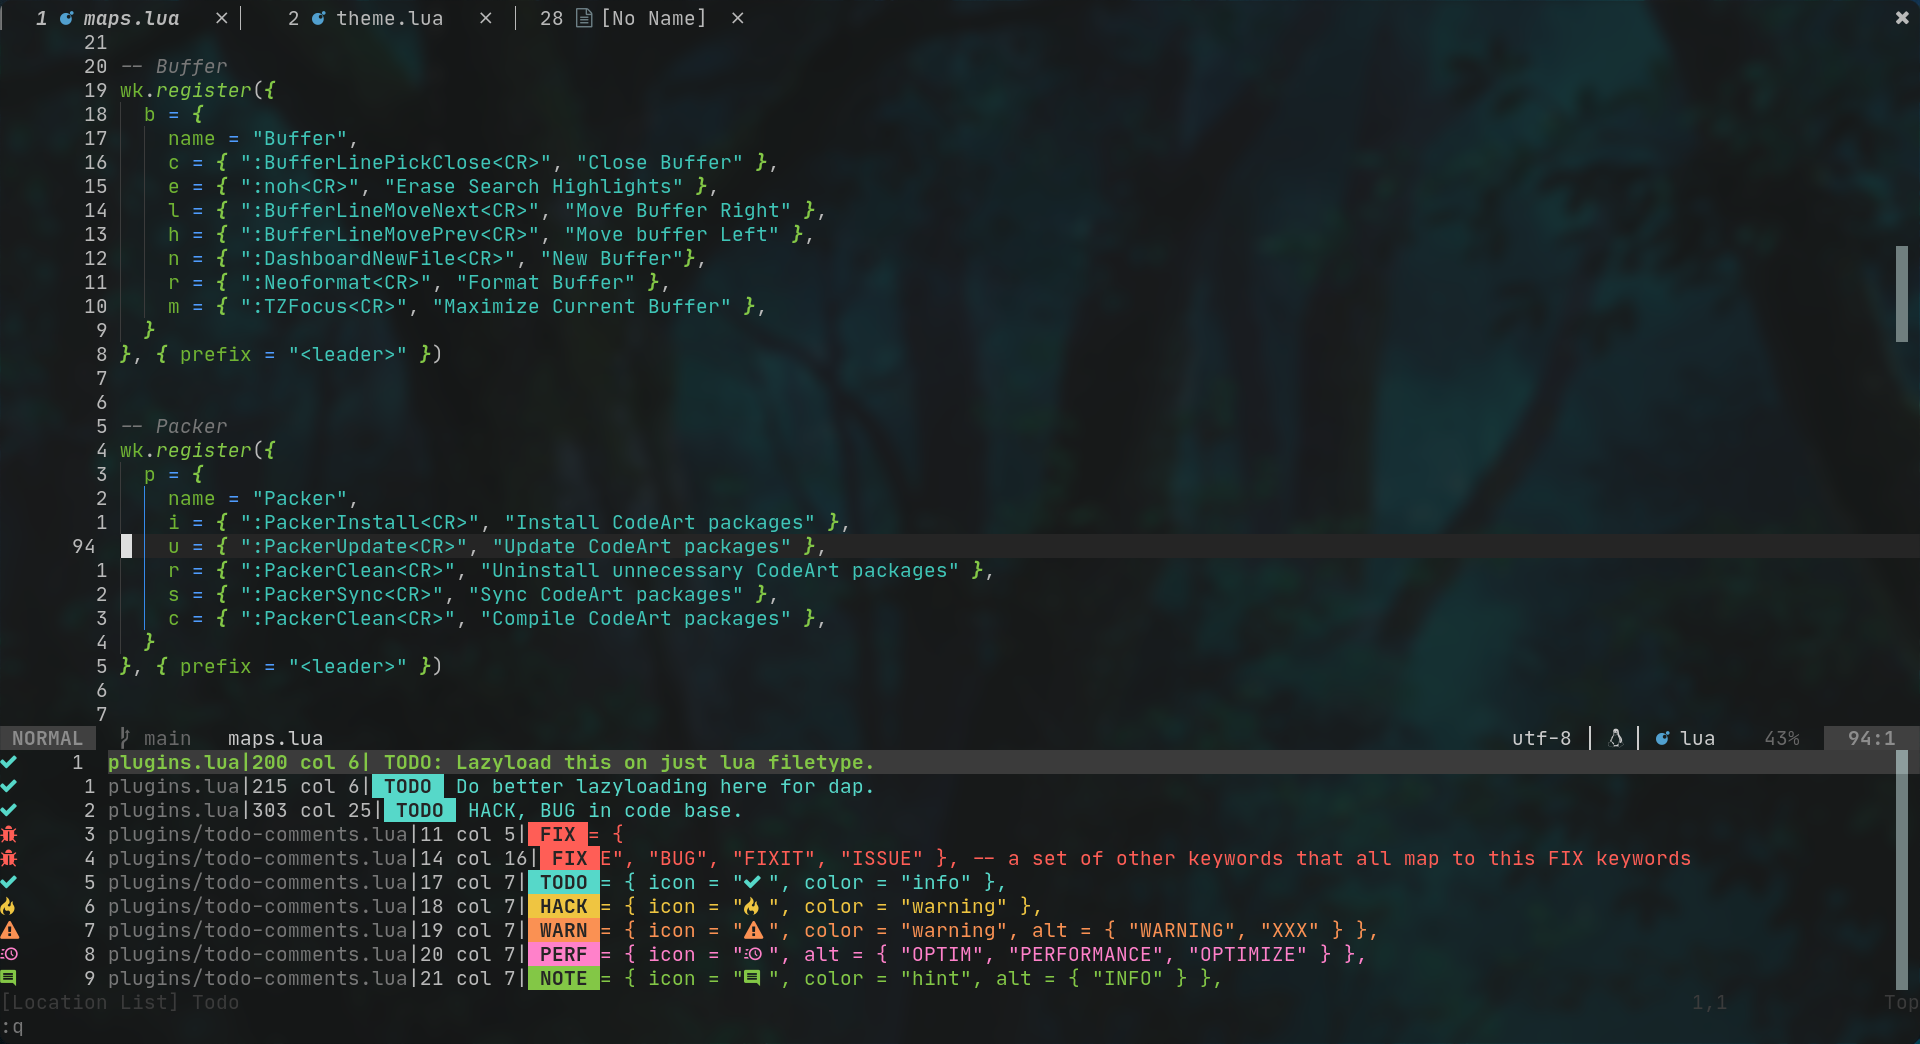 1 maps.lua × 2 theme.lua × 28 [No Name] × ✖
21
20 -- Buffer
19 wk.register({
18   b = {
17     name = "Buffer",
16     c = { ":BufferLinePickClose<CR>", "Close Buffer" },
15     e = { ":noh<CR>", "Erase Search Highlights" },
14     l = { ":BufferLineMoveNext<CR>", "Move Buffer Right" },
13     h = { ":BufferLineMovePrev<CR>", "Move buffer Left" },
12     n = { ":DashboardNewFile<CR>", "New Buffer"},
11     r = { ":Neoformat<CR>", "Format Buffer" },
10     m = { ":TZFocus<CR>", "Maximize Current Buffer" },
9   }
8 }, { prefix = "<leader>" })
7
6
5 -- Packer
4 wk.register({
3   p = {
2     name = "Packer",
1     i = { ":PackerInstall<CR>", "Install CodeArt packages" },
94     u = { ":PackerUpdate<CR>", "Update CodeArt packages" },
1     r = { ":PackerClean<CR>", "Uninstall unnecessary CodeArt packages" },
2     s = { ":PackerSync<CR>", "Sync CodeArt packages" },
3     c = { ":PackerClean<CR>", "Compile CodeArt packages" },
4   }
5 }, { prefix = "<leader>" })
6
7
NORMAL main maps.lua utf-8 | | lua 43% 94:1
1 plugins.lua|200 col 6| TODO: Lazyload this on just lua filetype.
1 plugins.lua|215 col 6| TODO Do better lazyloading here for dap.
2 plugins.lua|303 col 25| TODO HACK, BUG in code base.
3 plugins/todo-comments.lua|11 col 5| FIX = {
4 plugins/todo-comments.lua|14 col 16| FIX E", "BUG", "FIXIT", "ISSUE" }, -- a set of other keywords that all map to this FIX keywords
5 plugins/todo-comments.lua|17 col 7| TODO = { icon = "✔ ", color = "info" },
6 plugins/todo-comments.lua|18 col 7| HACK = { icon = " ", color = "warning" },
7 plugins/todo-comments.lua|19 col 7| WARN = { icon = " ", color = "warning", alt = { "WARNING", "XXX" } },
8 plugins/todo-comments.lua|20 col 7| PERF = { icon = " ", alt = { "OPTIM", "PERFORMANCE", "OPTIMIZE" } },
9 plugins/todo-comments.lua|21 col 7| NOTE = { icon = " ", color = "hint", alt = { "INFO" } },
[Location List] Todo 1,1 Top
:q